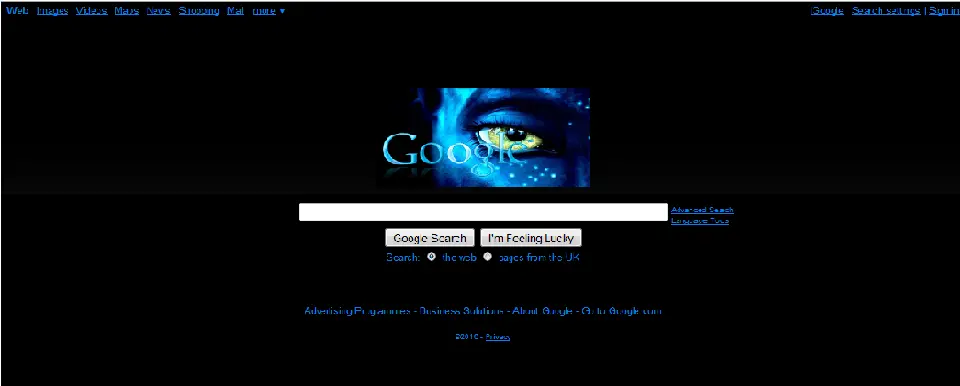 Web Images Videos Maps News Shopping Mail more ▼
iGoogle Search settings | Sign in
Google
Advanced Search
Language Tools
Google Search I'm Feeling Lucky
Search: the web pages from the UK
Advertising Programmes - Business Solutions - About Google - Go to Google.com
Privacy